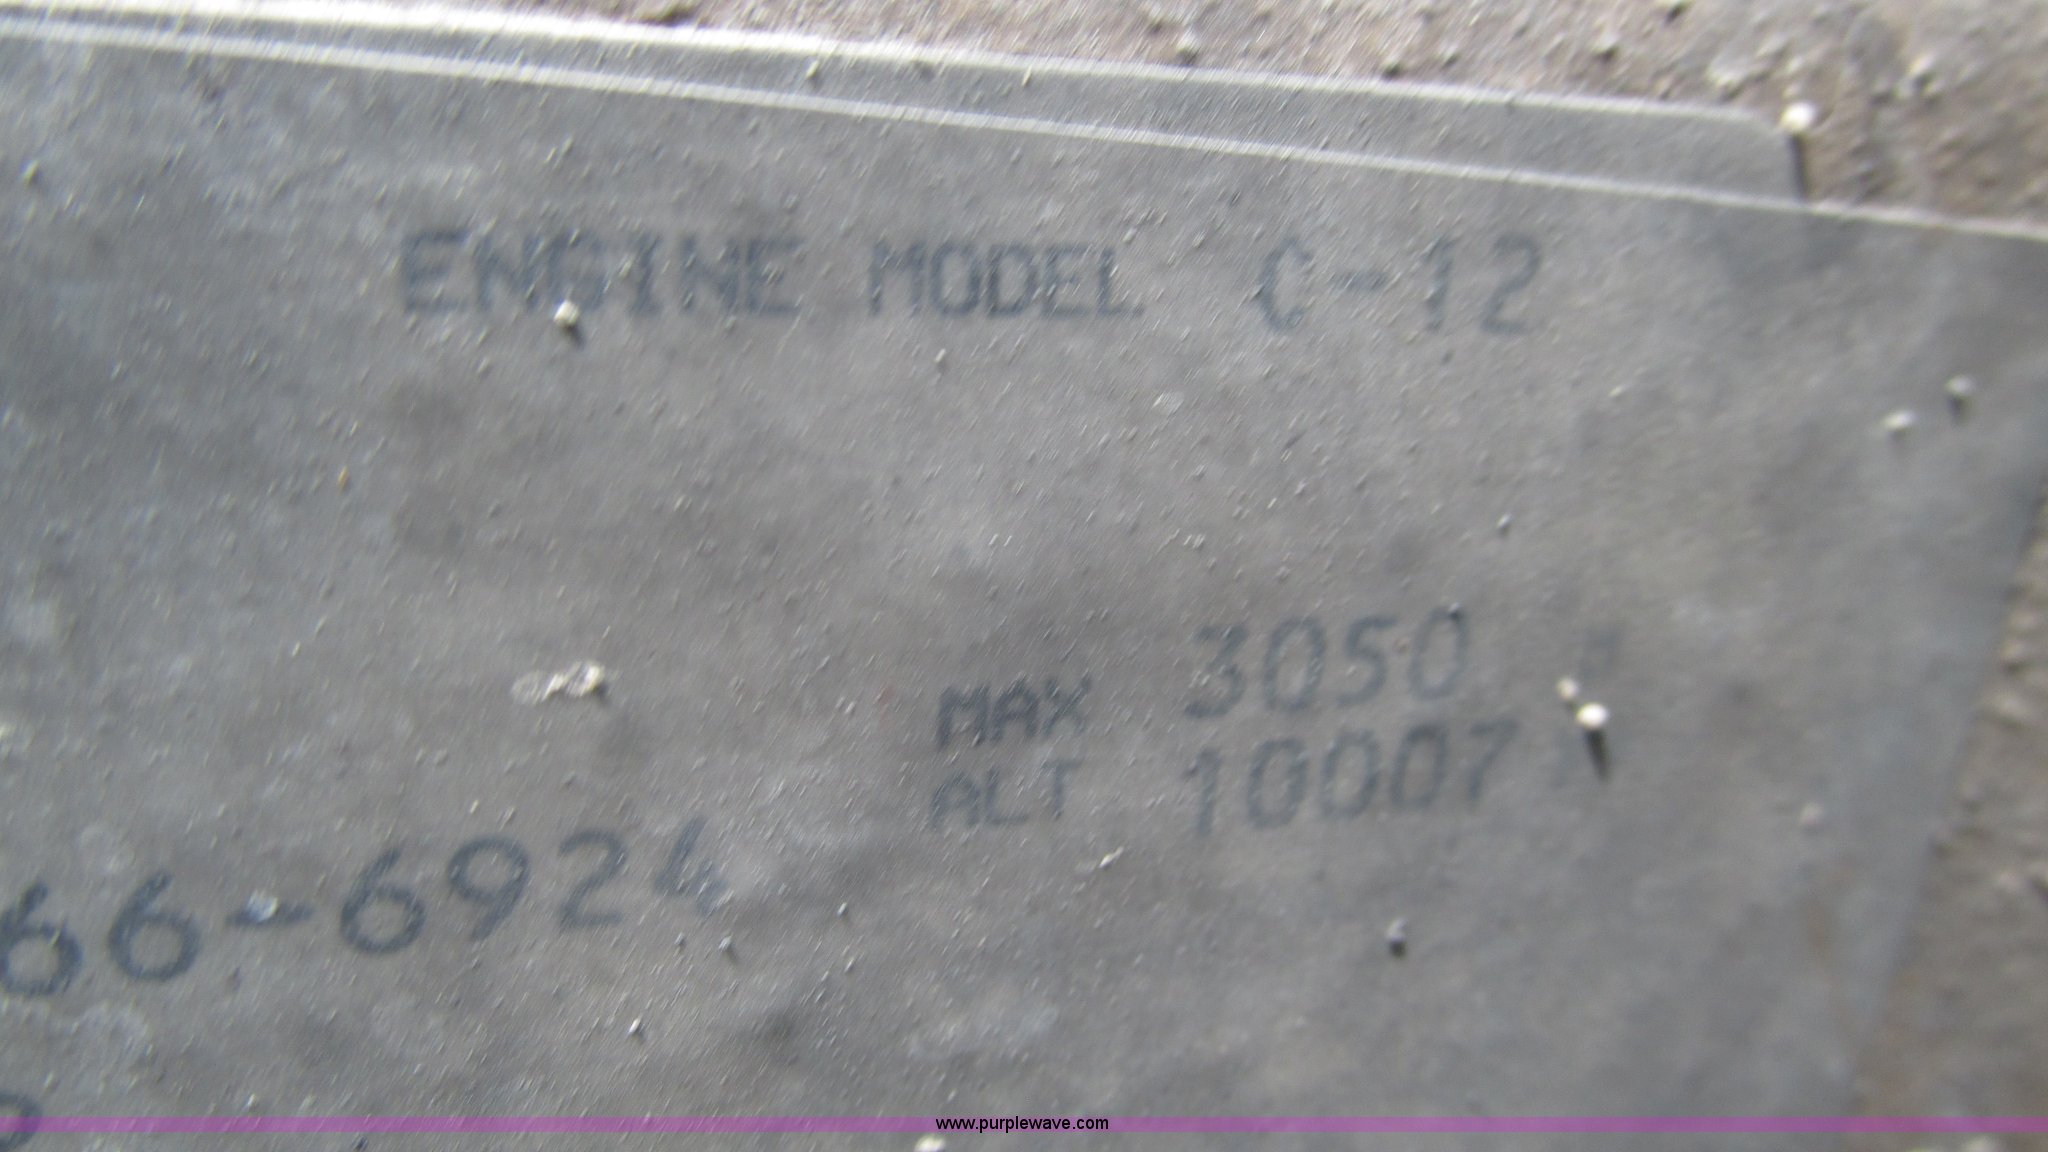 ENGINE MODEL C-12
MAX 3050
ALT 10007
66-6924
www.purplewave.com